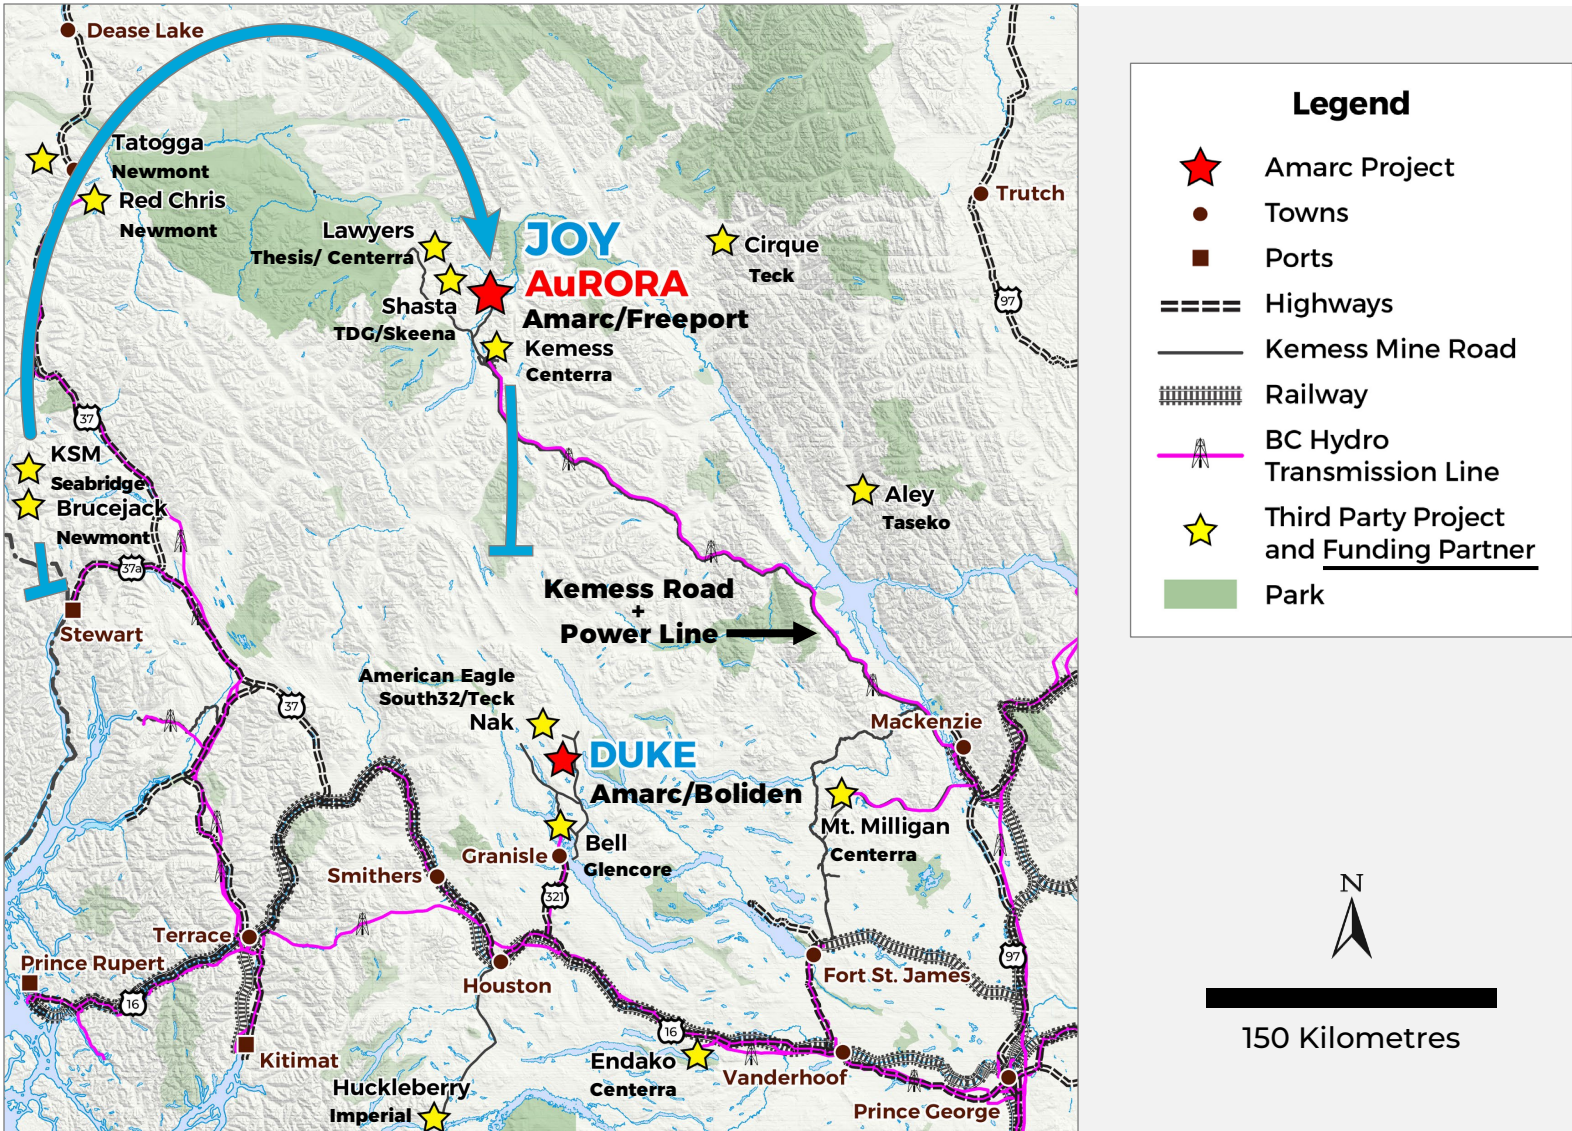 Dease Lake
Tatogga
Newmont
Red Chris
Newmont
Trutch
Lawyers
Thesis/ Centerra
JOY
AuRORA
Amarc/Freeport
Cirque
Teck
Shasta
TDG/Skeena
Kemess
Centerra
97
37
KSM
Seabridge
Brucejack
Newmont
37a
Stewart
Aley
Taseko
Kemess Road
+
Power Line
American Eagle
South32/Teck
Nak
37
DUKE
Amarc/Boliden
Mackenzie
Mt. Milligan
Centerra
Bell
Glencore
Granisle
Smithers
321
Terrace
Prince Rupert
16
Houston
Fort St. James
97
Kitimat
16
Endako
Centerra
Vanderhoof
Huckleberry
Imperial
Prince George
Legend
Amarc Project
Towns
Ports
Highways
Kemess Mine Road
Railway
BC Hydro
Transmission Line
Third Party Project
and Funding Partner
Park
N
150 Kilometres